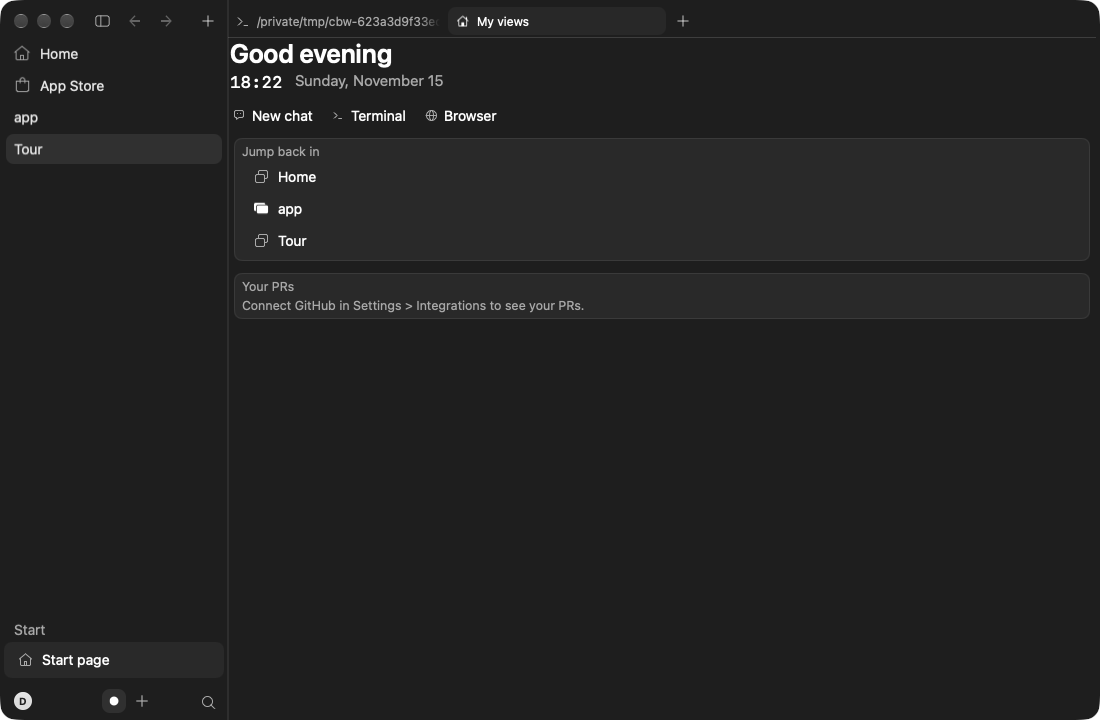 Home
App Store
app
Tour
Start
Start page
D
>_ /private/tmp/cbw-623a3d9f33e
My views
Good evening
18:22 Sunday, November 15
New chat
Terminal
Browser
Jump back in
Home
app
Tour
Your PRs
Connect GitHub in Settings > Integrations to see your PRs.